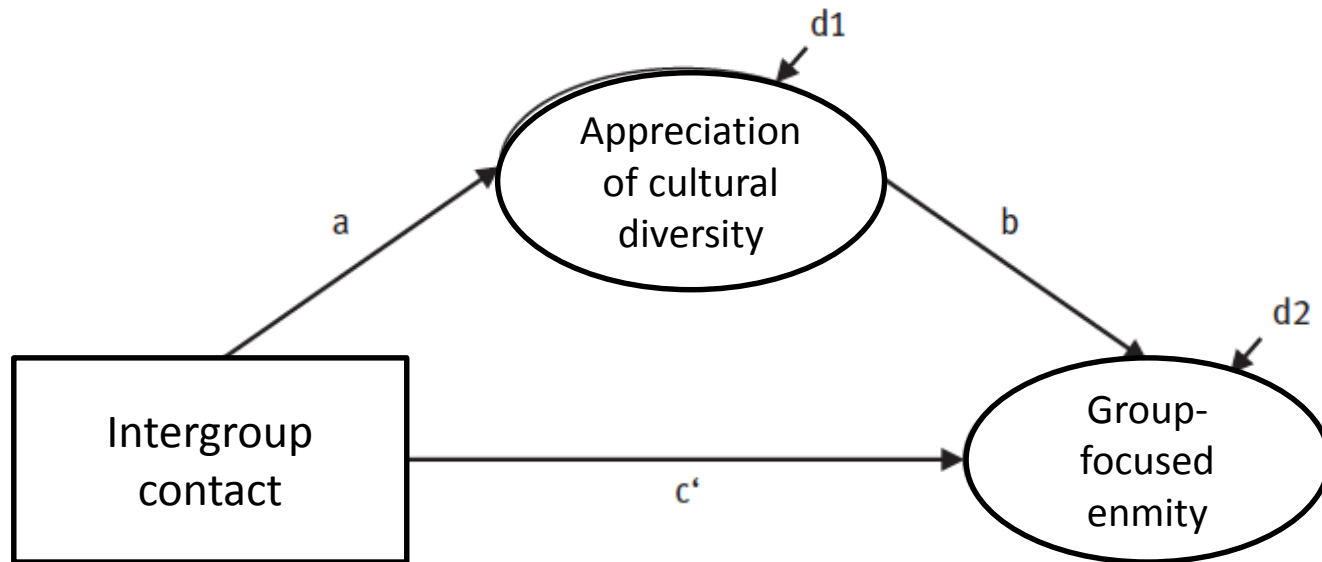 d1
Appreciation
of cultural
diversity
a
b
d2
Intergroup
contact
c‘
Group-
focused
enmity